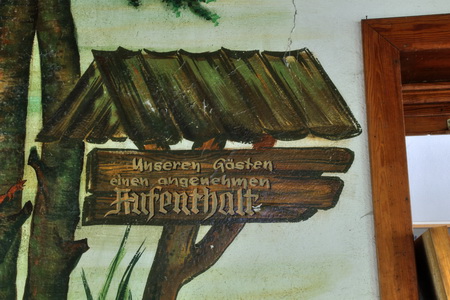 Unseren Gästen
einen angenehmen
Aufenthalt